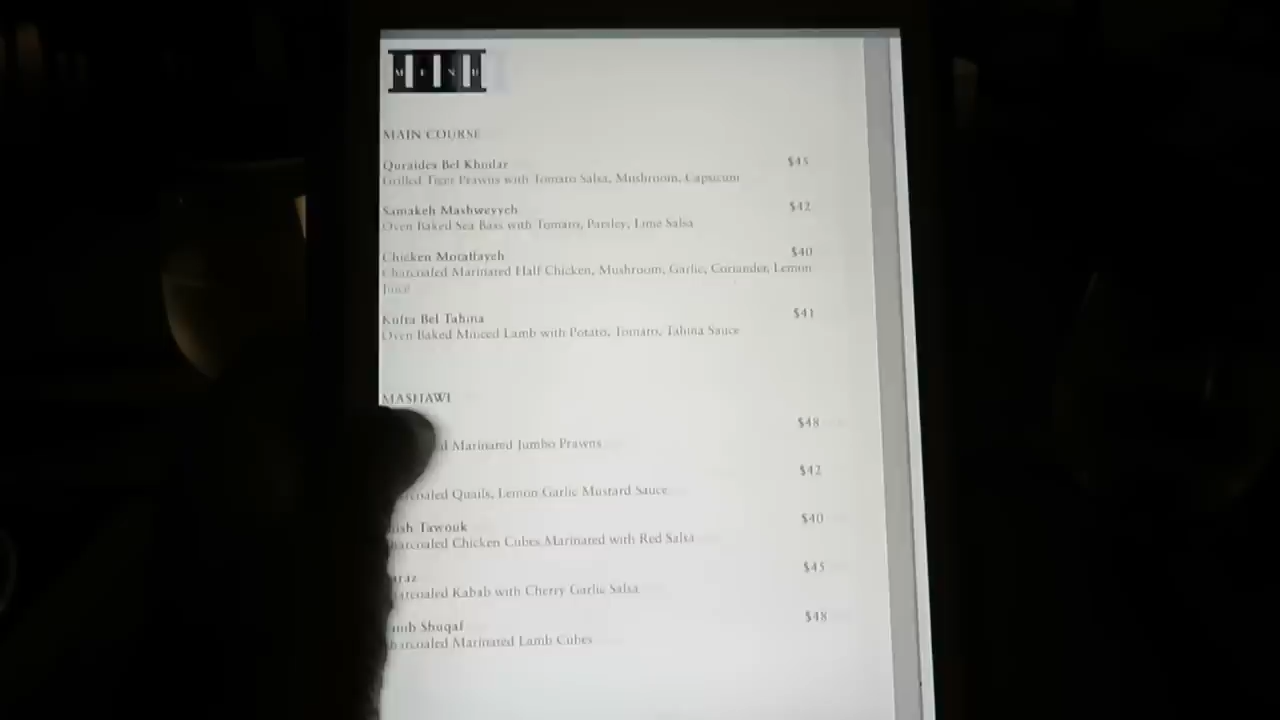 MENU
MAIN COURSE
Quraides Bel Khudar $45
Grilled Tiger Prawns with Tomato Salsa, Mushroom, Capsicum
Samakeh Mashweyyeh $42
Oven Baked Sea Bass with Tomato, Parsley, Lime Salsa
Chicken Motaffayeh $40
Charcoaled Marinated Half Chicken, Mushroom, Garlic, Coriander, Lemon
Juice
Kufta Bel Tahina $41
Oven Baked Minced Lamb with Potato, Tomato, Tahina Sauce
MASHAWI
$48
Marinated Jumbo Prawns
$42
Quails, Lemon Garlic Mustard Sauce
Tawouk $40
Charcoaled Chicken Cubes Marinated with Red Salsa
$45
Charcoaled Kabab with Cherry Garlic Salsa
Shuqaf $48
Charcoaled Marinated Lamb Cubes